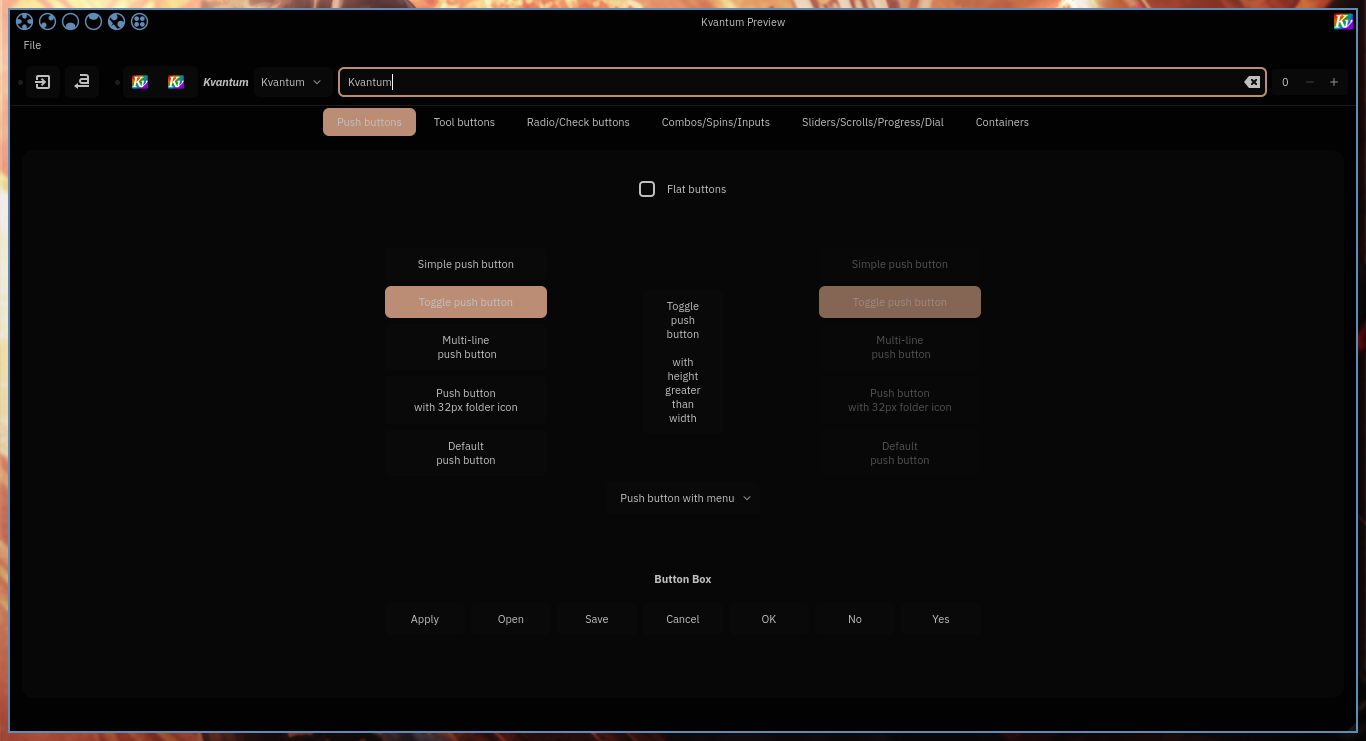 Kvantum Preview
File
Kvantum Kvantum Kvantum 0
Push buttons Tool buttons Radio/Check buttons Combos/Spins/Inputs Sliders/Scrolls/Progress/Dial Containers
Flat buttons
Simple push button
Toggle push button
Multi-line
push button
Push button
with 32px folder icon
Default
push button
Toggle
push
button
with
height
greater
than
width
Simple push button
Toggle push button
Multi-line
push button
Push button
with 32px folder icon
Default
push button
Push button with menu
Button Box
Apply Open Save Cancel OK No Yes